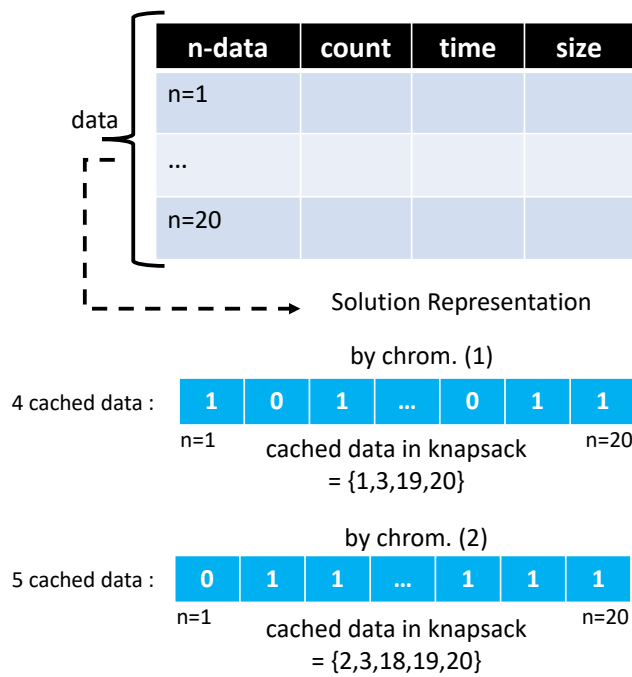 n-data count time size
n=1
data
...
n=20
Solution Representation
by chrom. (1)
4 cached data : 1 0 1 ... 0 1 1
n=1 n=20
cached data in knapsack
= {1,3,19,20}
by chrom. (2)
5 cached data : 0 1 1 ... 1 1 1
n=1 n=20
cached data in knapsack
= {2,3,18,19,20}